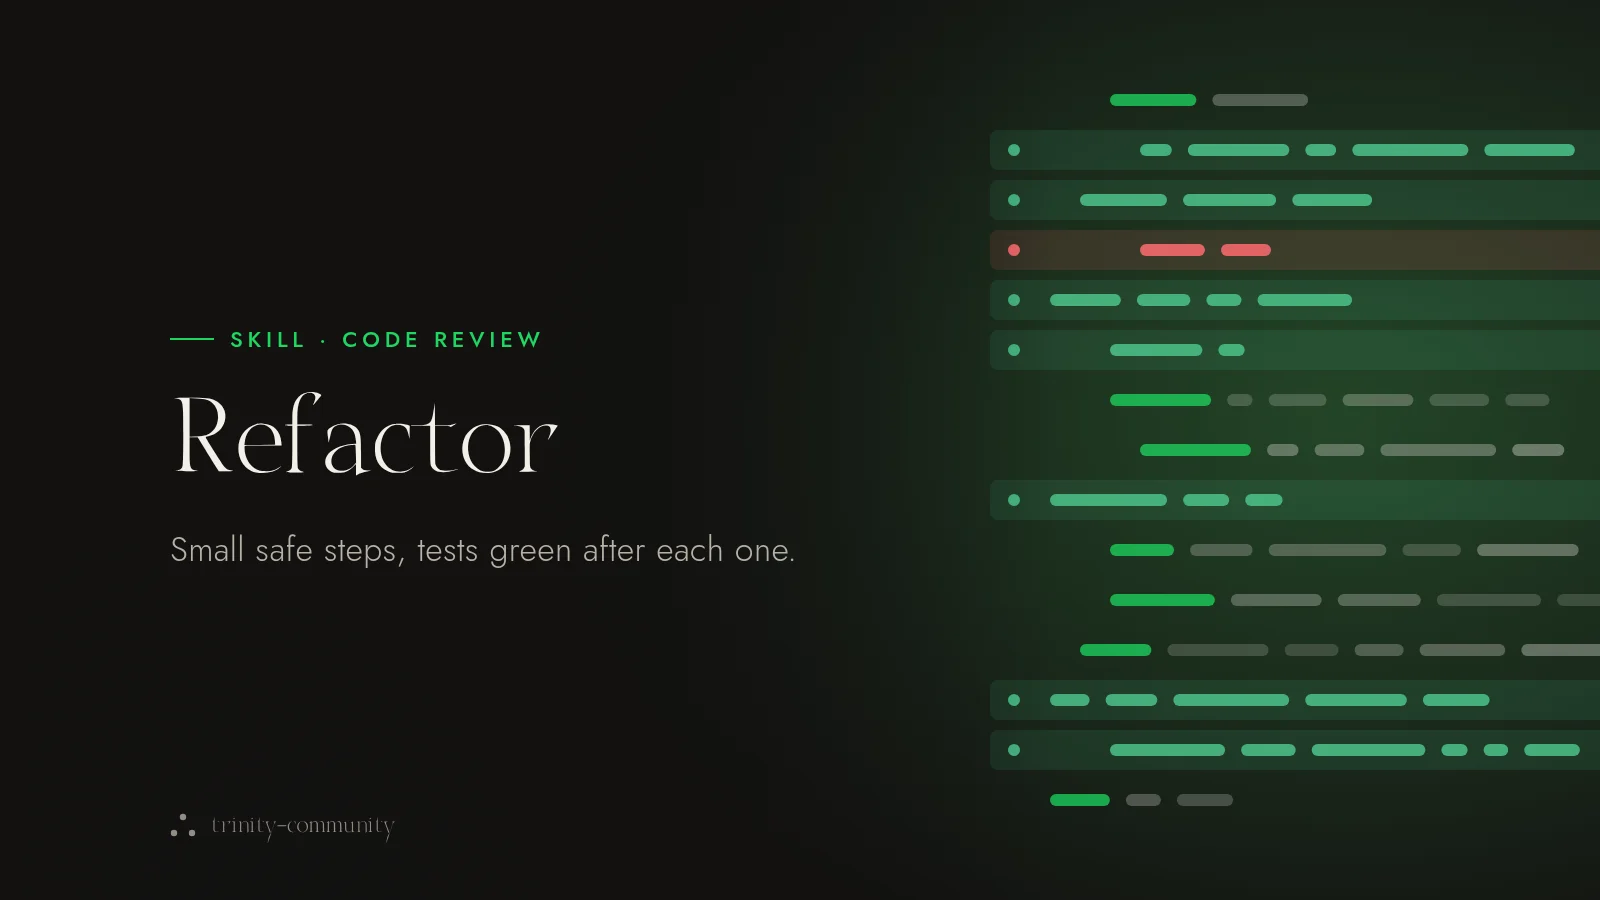 SKILL · CODE REVIEW
Refactor
Small safe steps, tests green after each one.
trinity-community